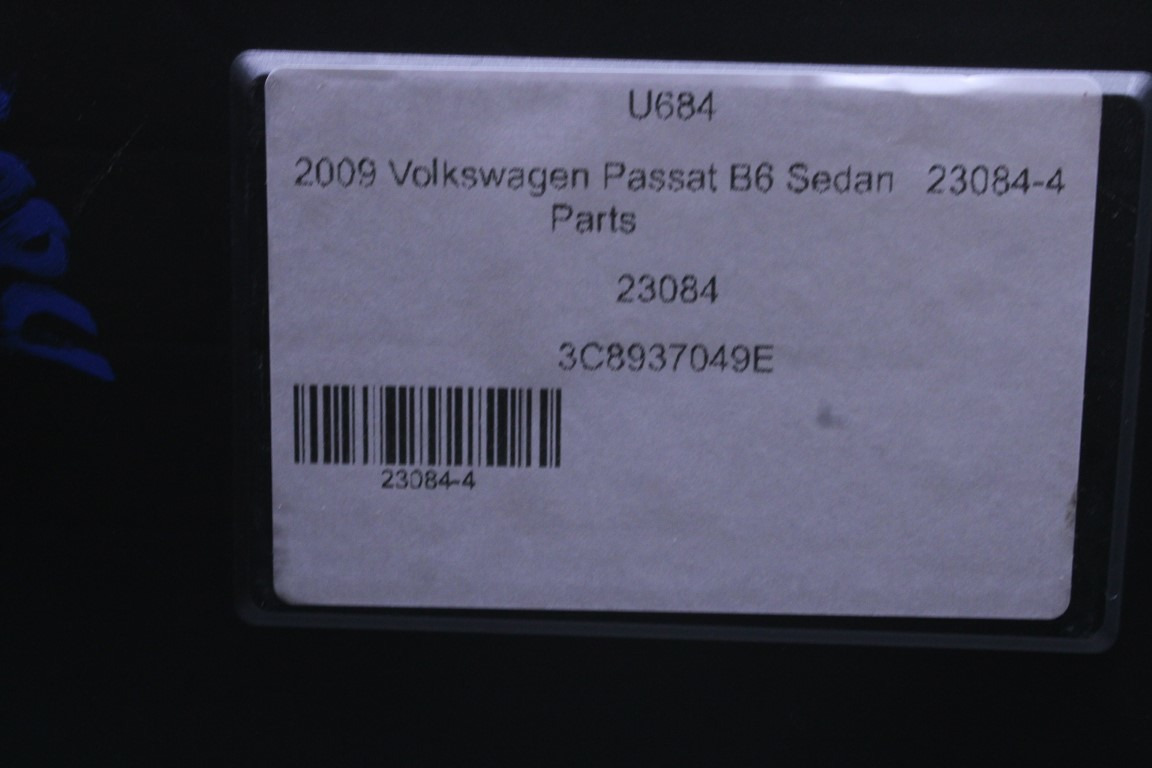 U684
2009 Volkswagen Passat B6 Sedan 23084-4
Parts
23084
3C8937049E
23084-4